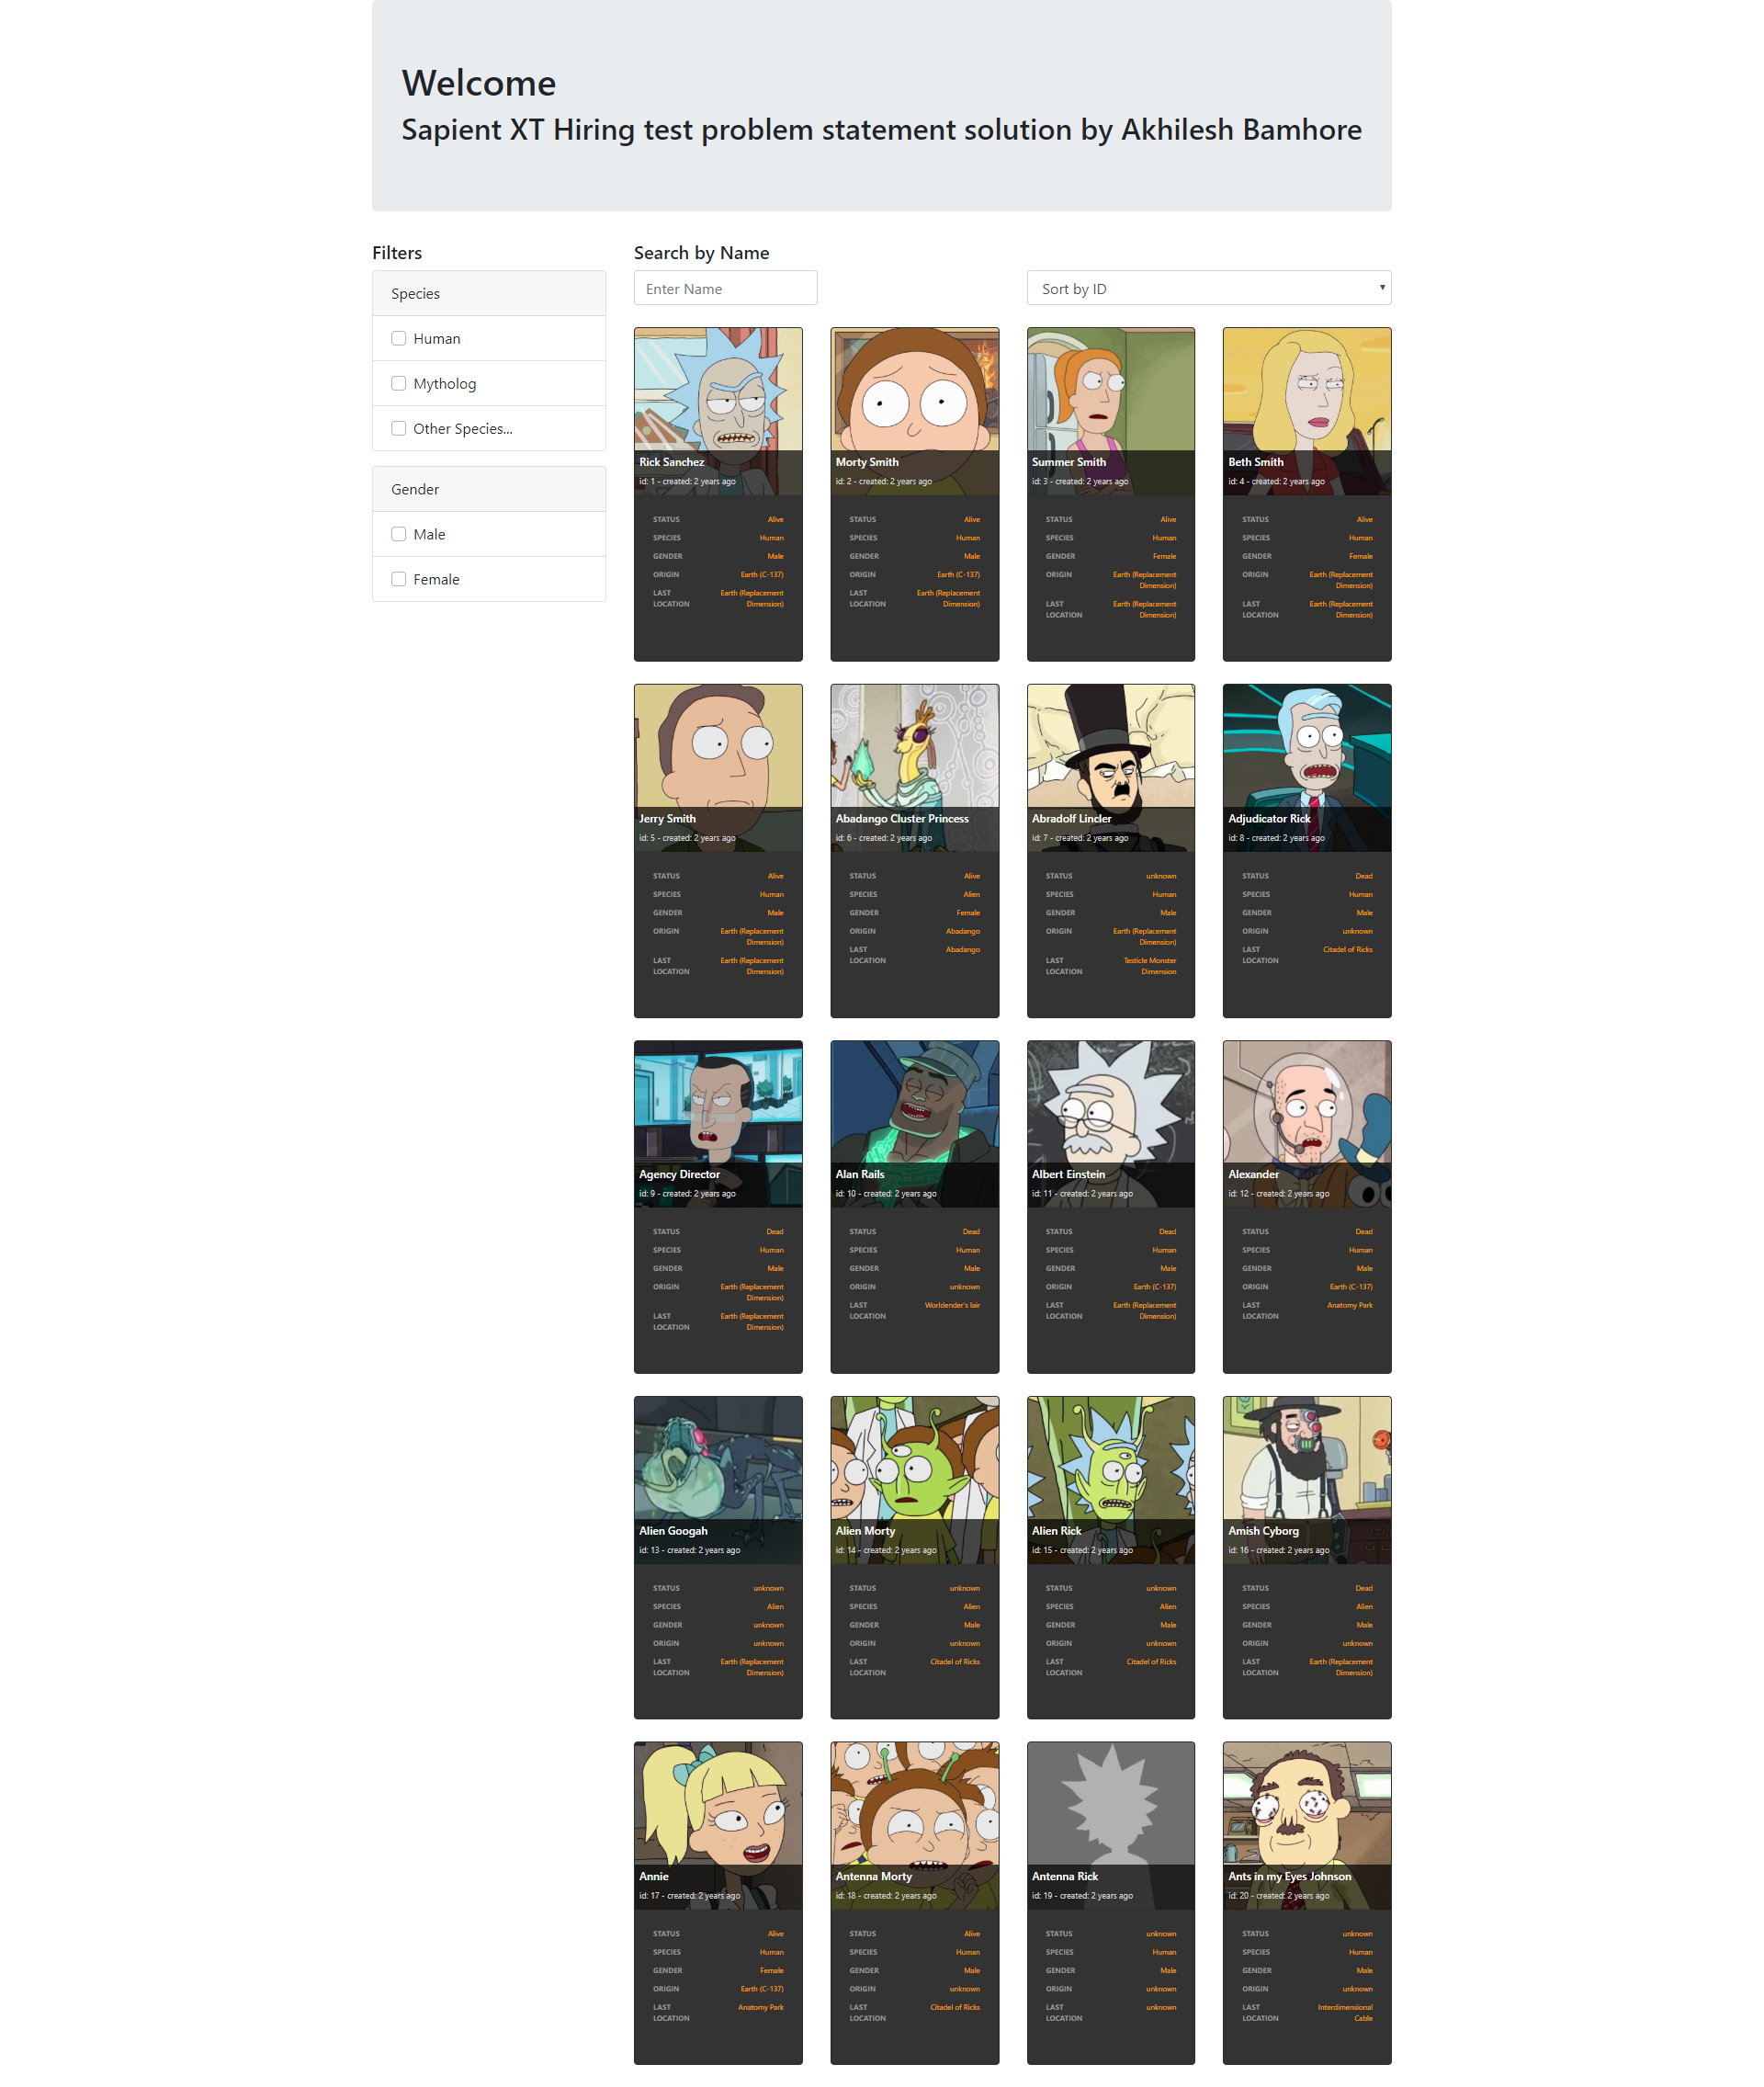 Welcome
Sapient XT Hiring test problem statement solution by Akhilesh Bamhore
Filters
Species
Human
Mytholog
Other Species...
Gender
Male
Female
Search by Name
Enter Name
Sort by ID
Rick Sanchez
id: 1 - created: 2 years ago
STATUS Alive
SPECIES Human
GENDER Male
ORIGIN Earth (C-137)
LAST Earth (Replacement
LOCATION Dimension)
Morty Smith
id: 2 - created: 2 years ago
STATUS Alive
SPECIES Human
GENDER Male
ORIGIN Earth (C-137)
LAST Earth (Replacement
LOCATION Dimension)
Summer Smith
id: 3 - created: 2 years ago
STATUS Alive
SPECIES Human
GENDER Female
ORIGIN Earth (Replacement
Dimension)
LAST Earth (Replacement
LOCATION Dimension)
Beth Smith
id: 4 - created: 2 years ago
STATUS Alive
SPECIES Human
GENDER Female
ORIGIN Earth (Replacement
Dimension)
LAST Earth (Replacement
LOCATION Dimension)
Jerry Smith
id: 5 - created: 2 years ago
STATUS Alive
SPECIES Human
GENDER Male
ORIGIN Earth (Replacement
Dimension)
LAST Earth (Replacement
LOCATION Dimension)
Abadango Cluster Princess
id: 6 - created: 2 years ago
STATUS Alive
SPECIES Alien
GENDER Female
ORIGIN Abadango
LAST Abadango
LOCATION
Abradolf Lincler
id: 7 - created: 2 years ago
STATUS unknown
SPECIES Human
GENDER Male
ORIGIN Earth (Replacement
Dimension)
LAST Testicle Monster
LOCATION Dimension
Adjudicator Rick
id: 8 - created: 2 years ago
STATUS Dead
SPECIES Human
GENDER Male
ORIGIN unknown
LAST Citadel of Ricks
LOCATION
Agency Director
id: 9 - created: 2 years ago
STATUS Dead
SPECIES Human
GENDER Male
ORIGIN Earth (Replacement
Dimension)
LAST Earth (Replacement
LOCATION Dimension)
Alan Rails
id: 10 - created: 2 years ago
STATUS Dead
SPECIES Human
GENDER Male
ORIGIN unknown
LAST Worldender's lair
LOCATION
Albert Einstein
id: 11 - created: 2 years ago
STATUS Dead
SPECIES Human
GENDER Male
ORIGIN Earth (C-137)
LAST Earth (Replacement
LOCATION Dimension)
Alexander
id: 12 - created: 2 years ago
STATUS Dead
SPECIES Human
GENDER Male
ORIGIN Earth (C-137)
LAST Anatomy Park
LOCATION
Alien Googah
id: 13 - created: 2 years ago
STATUS unknown
SPECIES Alien
GENDER unknown
ORIGIN unknown
LAST Earth (Replacement
LOCATION Dimension)
Alien Morty
id: 14 - created: 2 years ago
STATUS unknown
SPECIES Alien
GENDER Male
ORIGIN unknown
LAST Citadel of Ricks
LOCATION
Alien Rick
id: 15 - created: 2 years ago
STATUS unknown
SPECIES Alien
GENDER Male
ORIGIN unknown
LAST Citadel of Ricks
LOCATION
Amish Cyborg
id: 16 - created: 2 years ago
STATUS Dead
SPECIES Alien
GENDER Male
ORIGIN unknown
LAST Earth (Replacement
LOCATION Dimension)
Annie
id: 17 - created: 2 years ago
STATUS Alive
SPECIES Human
GENDER Female
ORIGIN Earth (C-137)
LAST Anatomy Park
LOCATION
Antenna Morty
id: 18 - created: 2 years ago
STATUS Alive
SPECIES Human
GENDER Male
ORIGIN unknown
LAST Citadel of Ricks
LOCATION
Antenna Rick
id: 19 - created: 2 years ago
STATUS unknown
SPECIES Human
GENDER Male
ORIGIN unknown
LAST unknown
LOCATION
Ants in my Eyes Johnson
id: 20 - created: 2 years ago
STATUS unknown
SPECIES Human
GENDER Male
ORIGIN unknown
LAST Interdimensional
LOCATION Cable